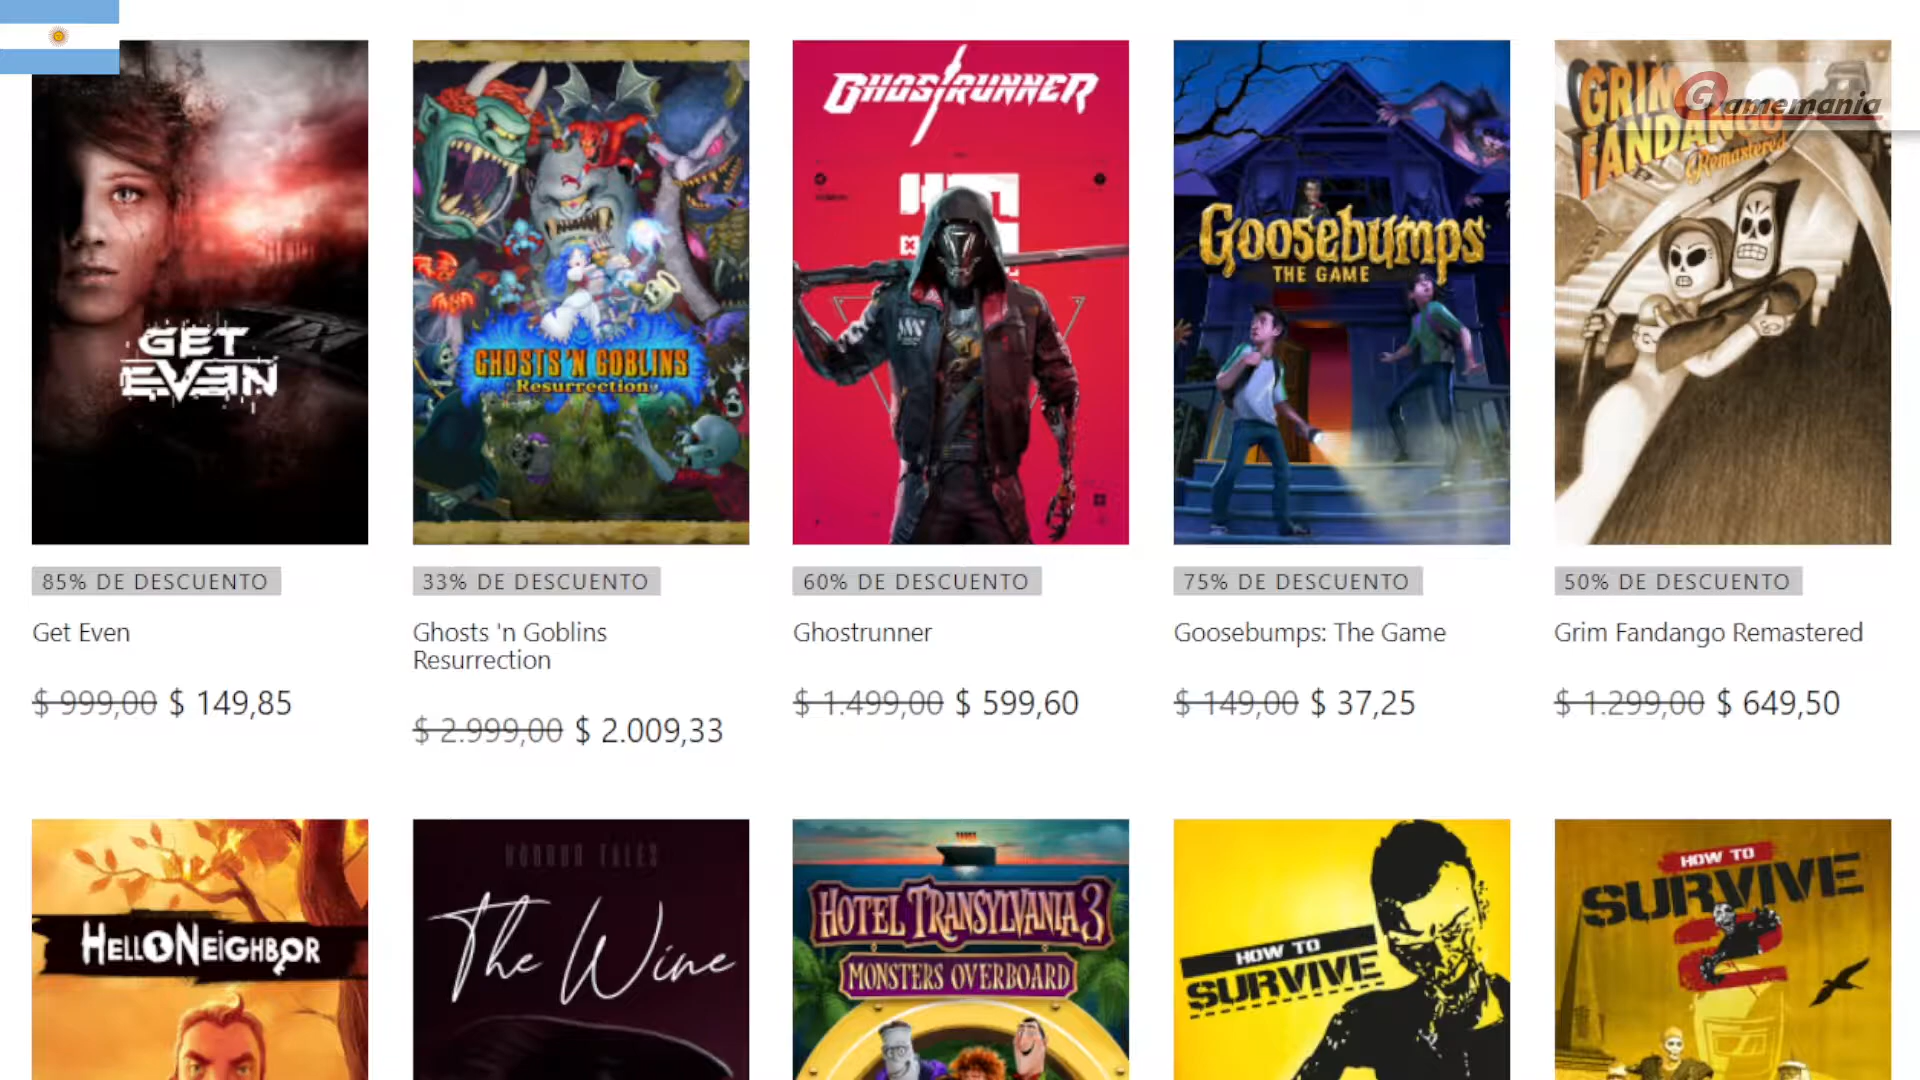 GET
EVEN
GHOSTS 'N GOBLINS
Resurrection
GHOSTRUNNER
Goosebumps
THE GAME
GRIM
FANDANGO
Remastered
Gamemania
85% DE DESCUENTO
33% DE DESCUENTO
60% DE DESCUENTO
75% DE DESCUENTO
50% DE DESCUENTO
Get Even
Ghosts 'n Goblins
Resurrection
Ghostrunner
Goosebumps: The Game
Grim Fandango Remastered
$ 999,00 $ 149,85
$ 2.999,00 $ 2.009,33
$ 1.499,00 $ 599,60
$ 149,00 $ 37,25
$ 1.299,00 $ 649,50
HELLO NEIGHBOR
HORROR TALES
The Wine
HOTEL TRANSYLVANIA 3
MONSTERS OVERBOARD
HOW TO
SURVIVE
HOW TO
SURVIVE
2